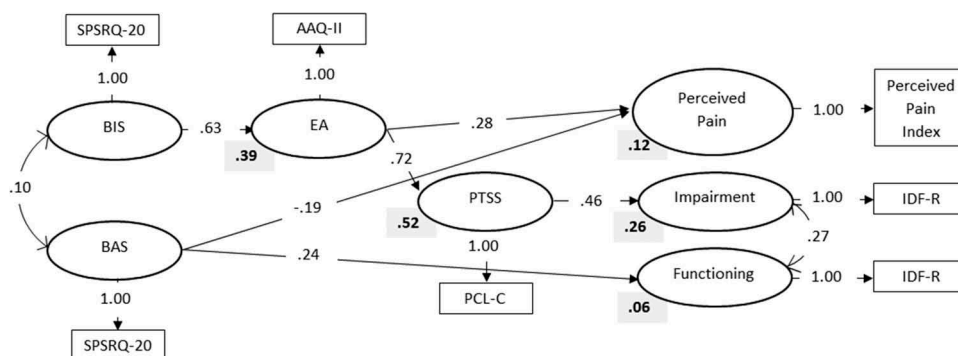 SPSRQ-20
AAQ-II
1.00
1.00
BIS
.63
EA
.39
.28
Perceived
Pain
.12
1.00
Perceived
Pain
Index
.10
.72
-.19
PTSS
.52
.46
Impairment
.26
1.00
IDF-R
BAS
.24
1.00
.27
Functioning
.06
1.00
IDF-R
1.00
PCL-C
SPSRQ-20